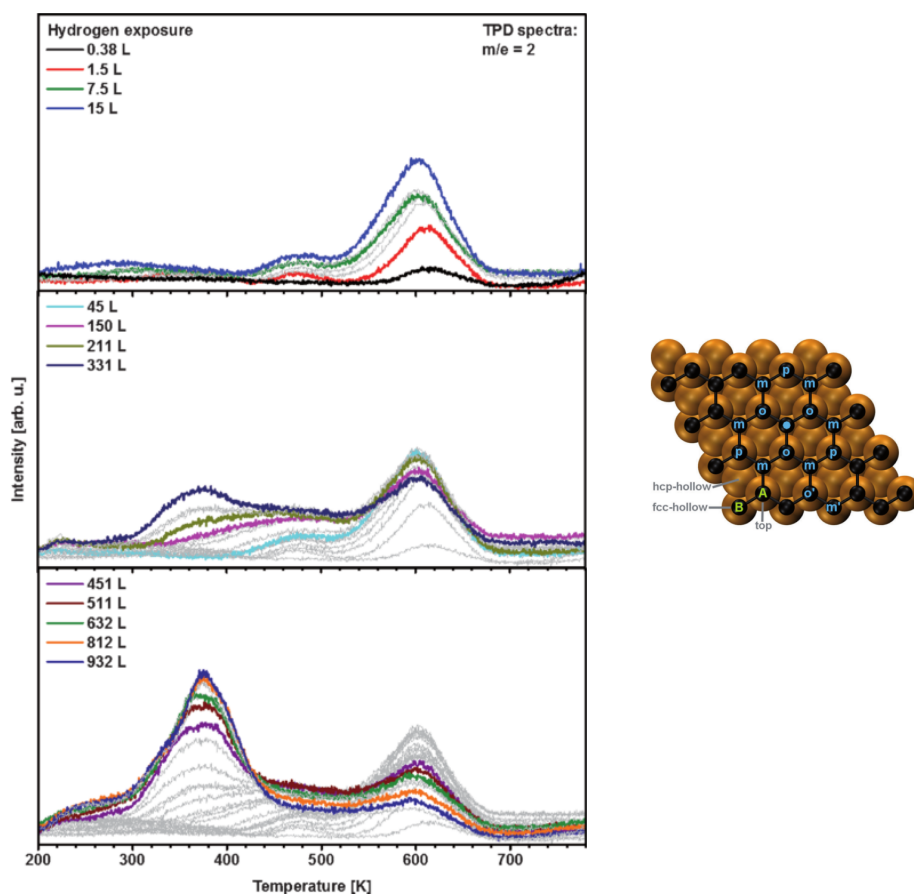 Hydrogen exposure
0.38 L
1.5 L
7.5 L
15 L
TPD spectra:
m/e = 2
45 L
150 L
211 L
331 L
Intensity [arb. u.]
451 L
511 L
632 L
812 L
932 L
200 300 400 500 600 700
Temperature [K]
p
m m
o o
m m
p o p
m m
hcp-hollow
A o'
fcc-hollow B m'
top